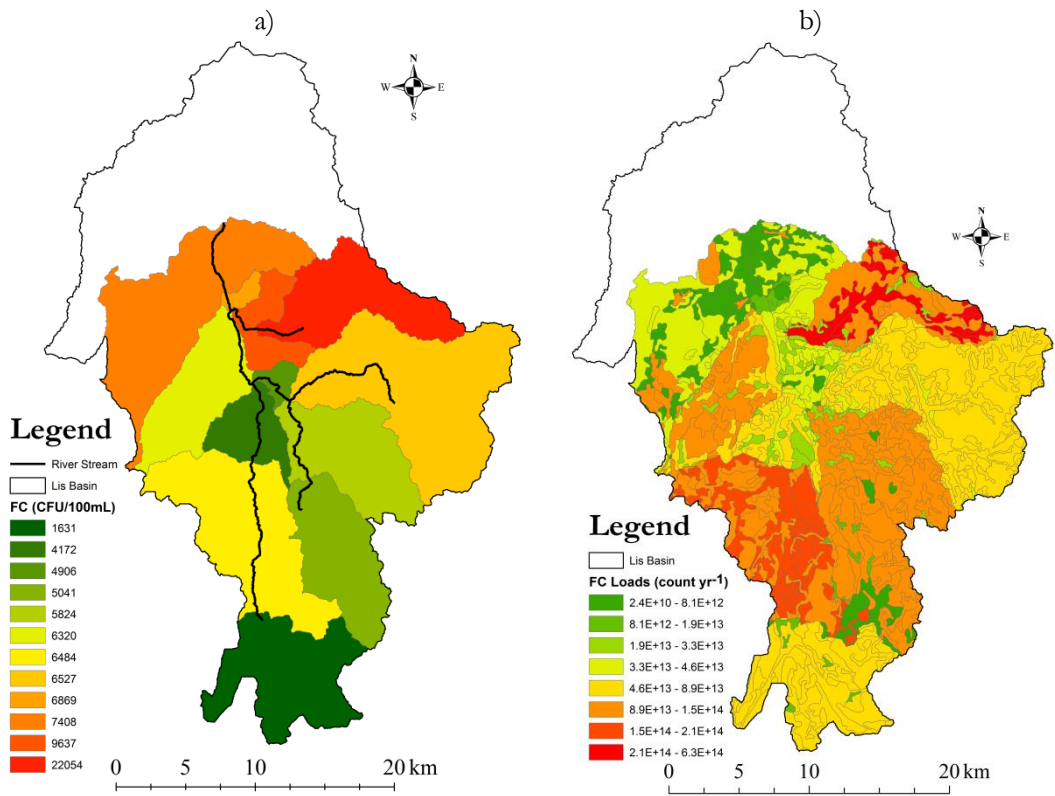 a)
N
W E
S
Legend
River Stream
Lis Basin
FC (CFU/100mL)
1631
4172
4906
5041
5824
6320
6484
6527
6869
7408
9637
22054
0 5 10 20 km
b)
N
W E
S
Legend
Lis Basin
FC Loads (count yr-1)
2.4E+10 - 8.1E+12
8.1E+12 - 1.9E+13
1.9E+13 - 3.3E+13
3.3E+13 - 4.6E+13
4.6E+13 - 8.9E+13
8.9E+13 - 1.5E+14
1.5E+14 - 2.1E+14
2.1E+14 - 6.3E+14
0 5 10 20 km